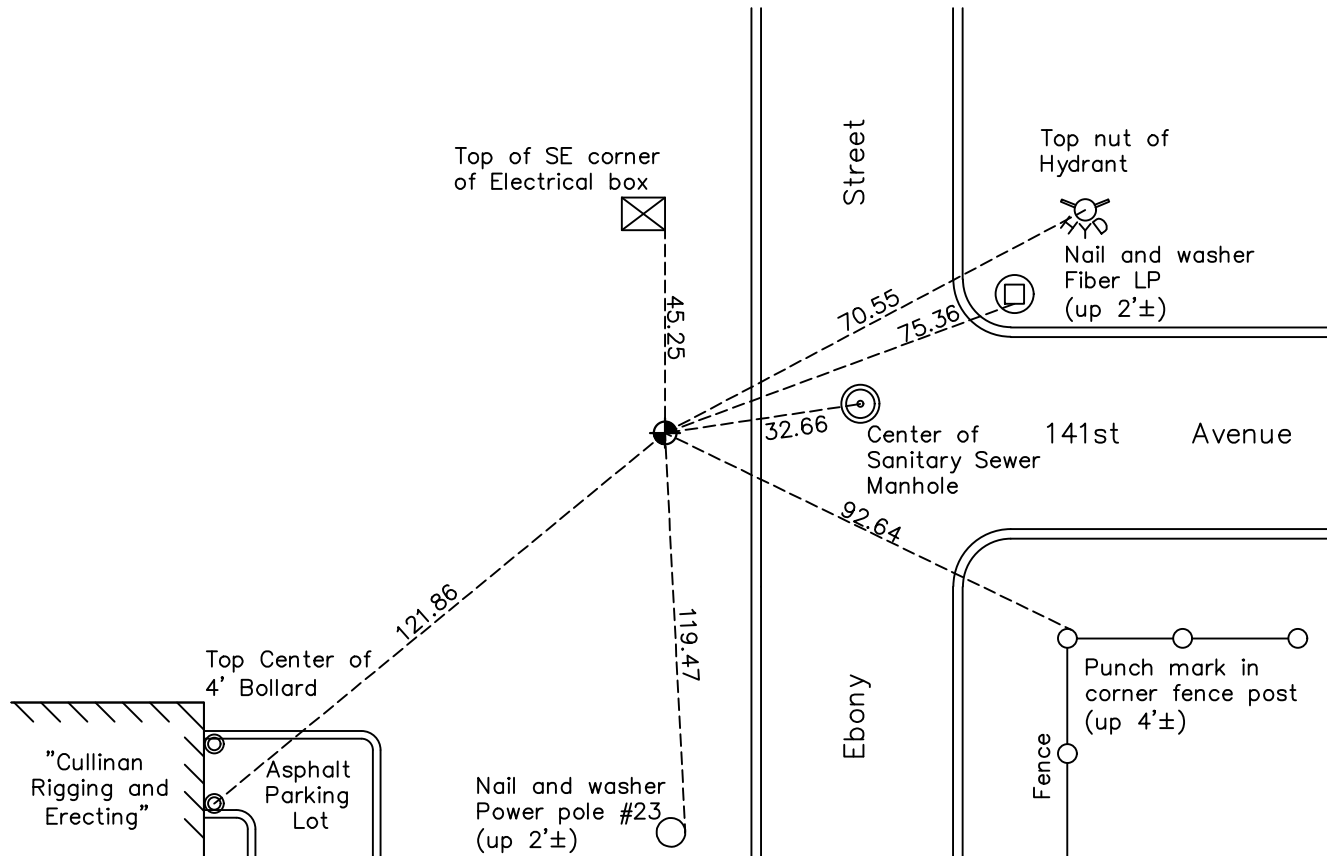 Street
Top nut of
Hydrant
Top of SE corner
of Electrical box
HYD
Nail and washer
Fiber LP
(up 2'±)
45.25
70.55
75.36
32.66
Center of
Sanitary Sewer
Manhole
141st Avenue
92.64
121.86
119.47
Top Center of
4' Bollard
Ebony
Punch mark in
corner fence post
(up 4'±)
Fence
"Cullinan
Rigging and
Erecting"
Asphalt
Parking
Lot
Nail and washer
Power pole #23
(up 2'±)